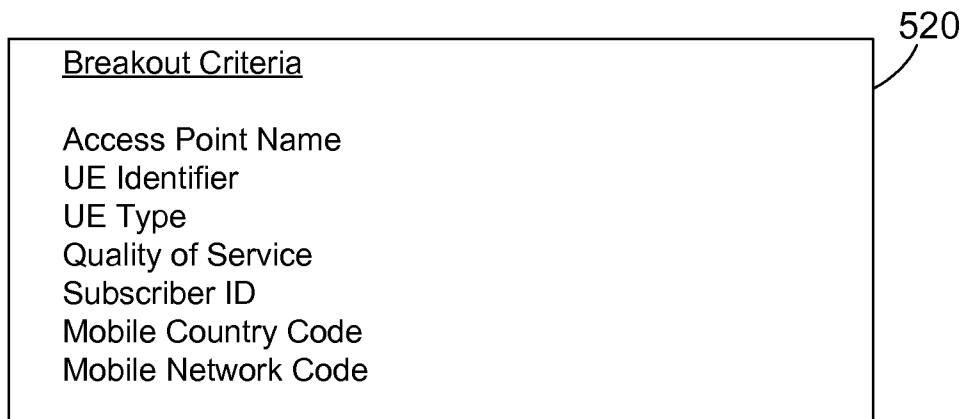 520
Breakout Criteria
Access Point Name
UE Identifier
UE Type
Quality of Service
Subscriber ID
Mobile Country Code
Mobile Network Code